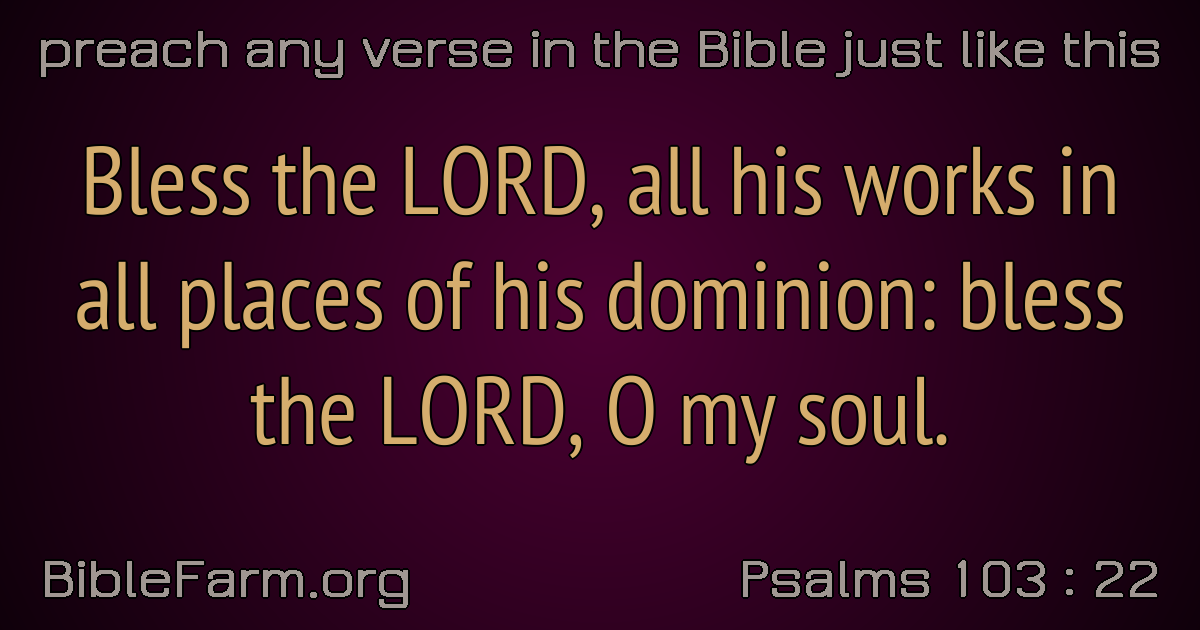 preach any verse in the Bible just like this
Bless the LORD, all his works in
all places of his dominion: bless
the LORD, O my soul.
BibleFarm.org
Psalms 103 : 22